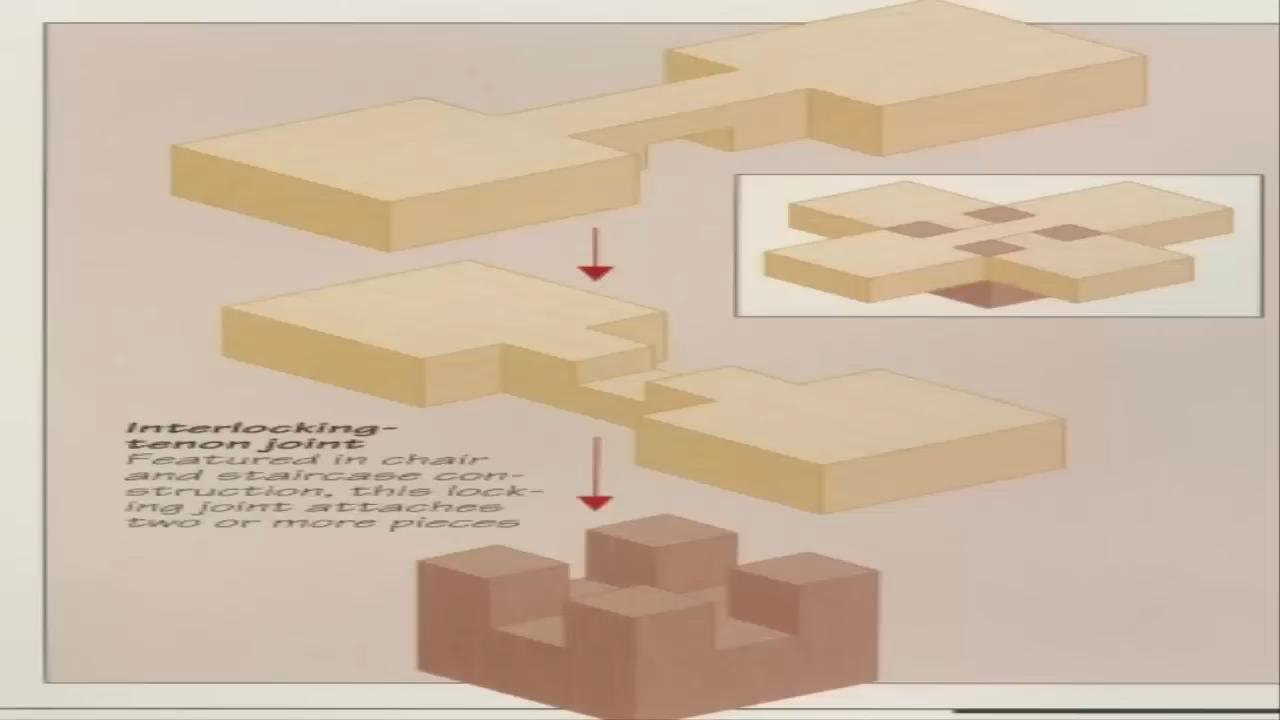 Interlocking-
tenon joint
Featured in chair
and staircase con-
struction, this lock-
ing joint attaches
two or more pieces